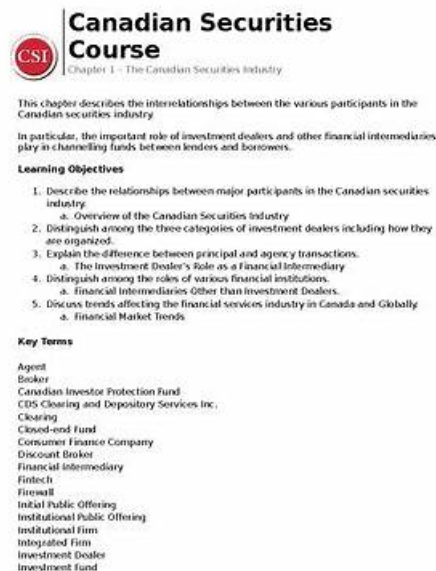 Canadian Securities
Course
CSI
Chapter 1 - The Canadian Securities Industry
This chapter describes the interrelationships between the various participants in the
Canadian securities industry.
In particular, the important role of investment dealers and other financial intermediaries
play in channelling funds between lenders and borrowers.
Learning Objectives
1. Describe the relationships between major participants in the Canadian securities
industry.
a. Overview of the Canadian Securities Industry
2. Distinguish among the three categories of investment dealers including how they
are organized.
3. Explain the difference between principal and agency transactions.
a. The Investment Dealer's Role as a Financial Intermediary
4. Distinguish among the roles of various financial institutions.
a. Financial Intermediaries Other than Investment Dealers.
5. Discuss trends affecting the financial services industry in Canada and Globally.
a. Financial Market Trends
Key Terms
Agent
Broker
Canadian Investor Protection Fund
CDS Clearing and Depository Services Inc.
Clearing
Closed-end Fund
Consumer Finance Company
Discount Broker
Financial Intermediary
Fintech
Firewall
Initial Public Offering
Institutional Public Offering
Institutional Firm
Integrated Firm
Investment Dealer
Investment Fund